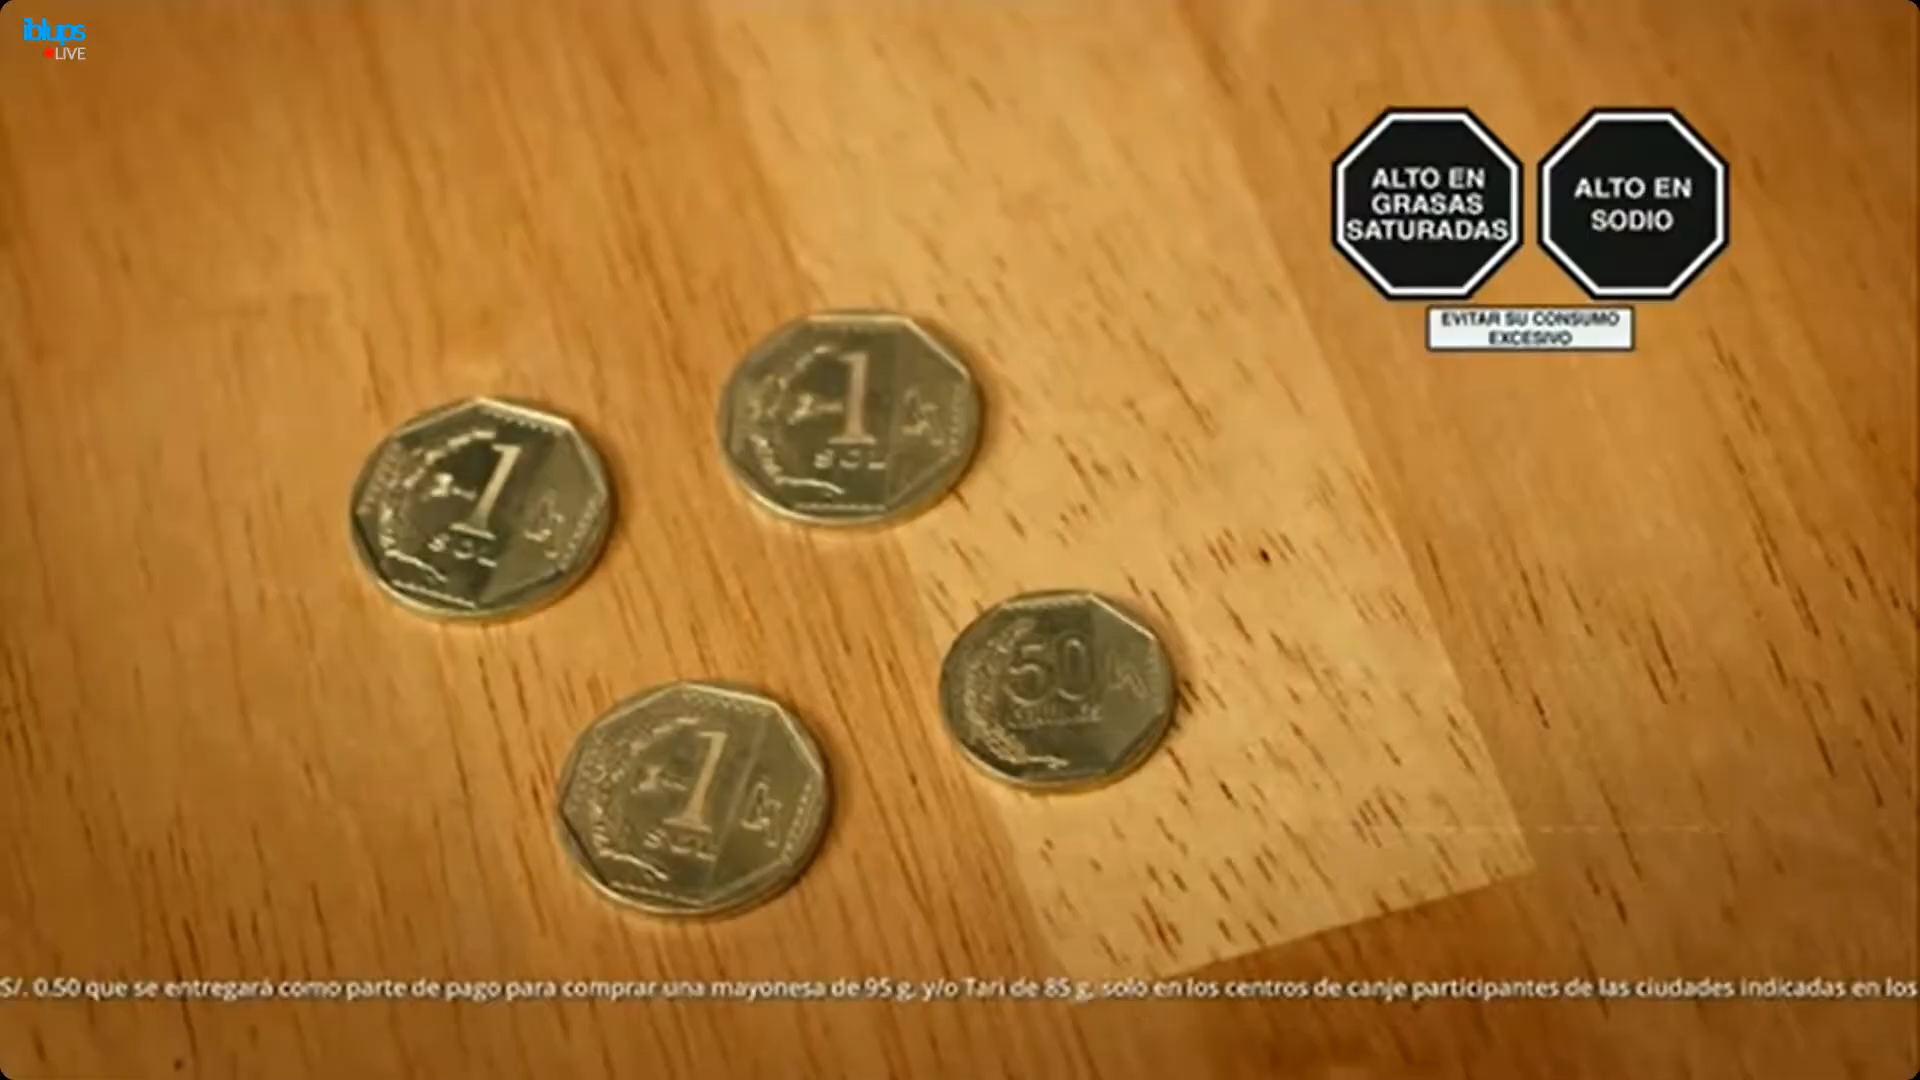 iblups
LIVE
ALTO EN
GRASAS
SATURADAS
ALTO EN
SODIO
EVITAR SU CONSUMO
EXCESIVO
1
SOL
1
SOL
50
1
SOL
S/. 0.50 que se entregará como parte de pago para comprar una mayonesa de 95 g, y/o Tarí de 85 g, solo en los centros de canje participantes de las ciudades indicadas en los